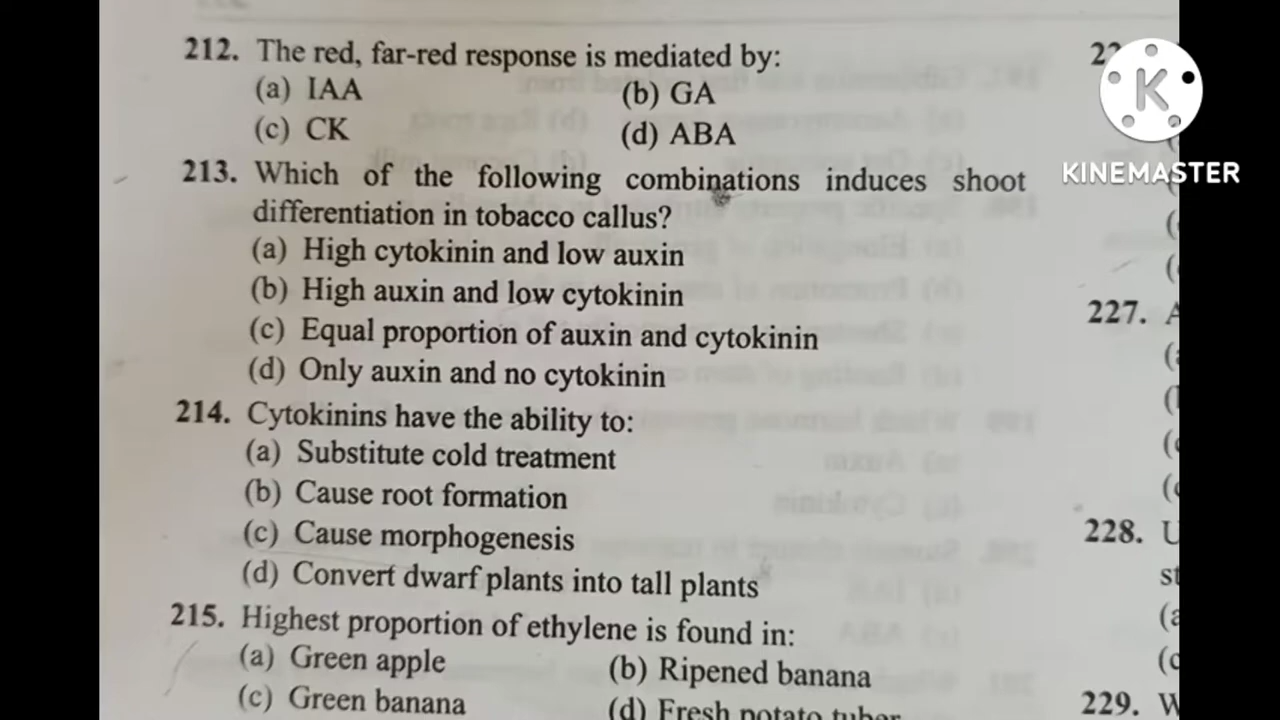 212. The red, far-red response is mediated by:
(a) IAA (b) GA
(c) CK (d) ABA
213. Which of the following combinations induces shoot
differentiation in tobacco callus?
(a) High cytokinin and low auxin
(b) High auxin and low cytokinin
(c) Equal proportion of auxin and cytokinin
(d) Only auxin and no cytokinin
214. Cytokinins have the ability to:
(a) Substitute cold treatment
(b) Cause root formation
(c) Cause morphogenesis
(d) Convert dwarf plants into tall plants
215. Highest proportion of ethylene is found in:
(a) Green apple (b) Ripened banana
(c) Green banana (d) Fresh potato tuber
227.
228. U
st
229. W
K
KINEMASTER